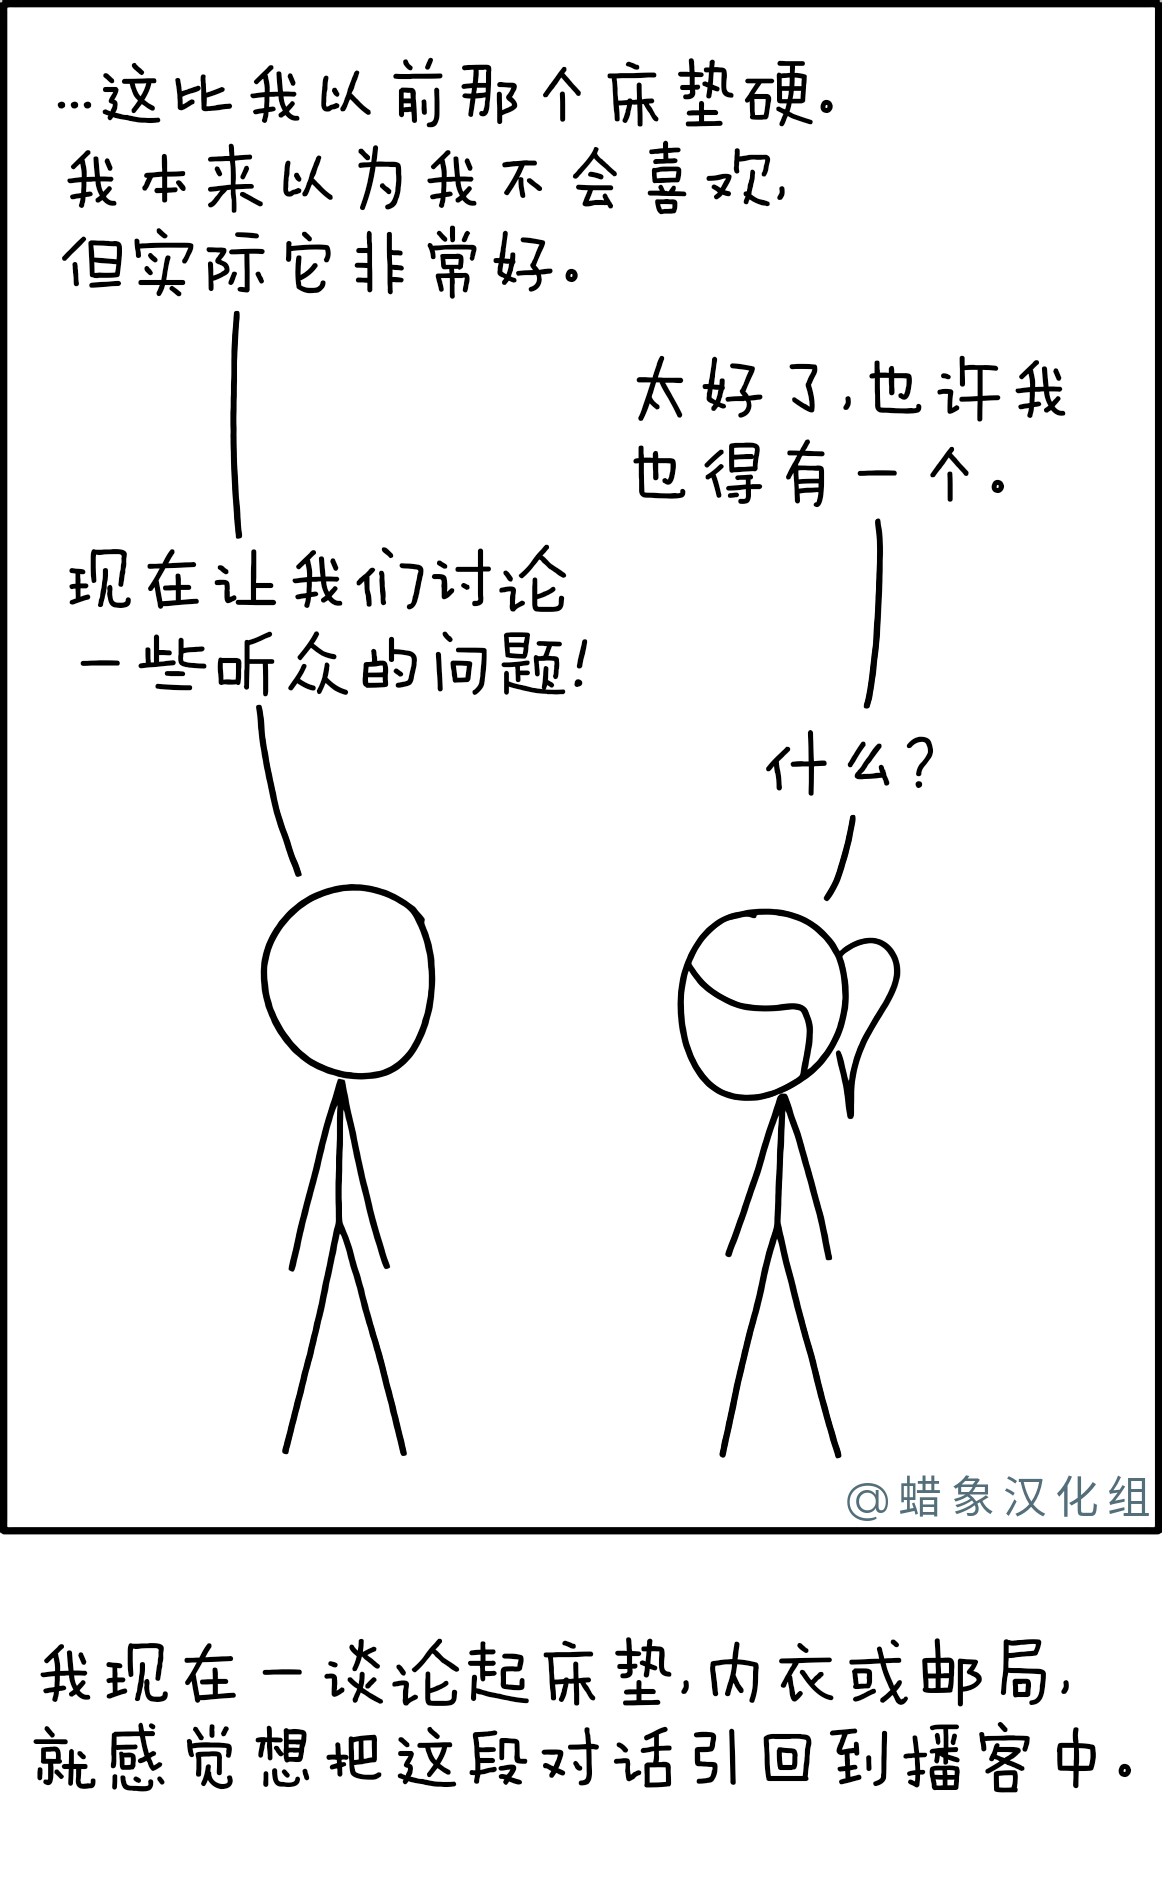 …这比我以前那个床垫硬。
我本来以为我不会喜欢,
但实际它非常好。
太好了,也许我
也得有一个。
现在让我们讨论
一些听众的问题!
什么?
@蜡象汉化组
我现在一谈论起床垫,内衣或邮局,
就感觉想把这段对话引回到播客中。